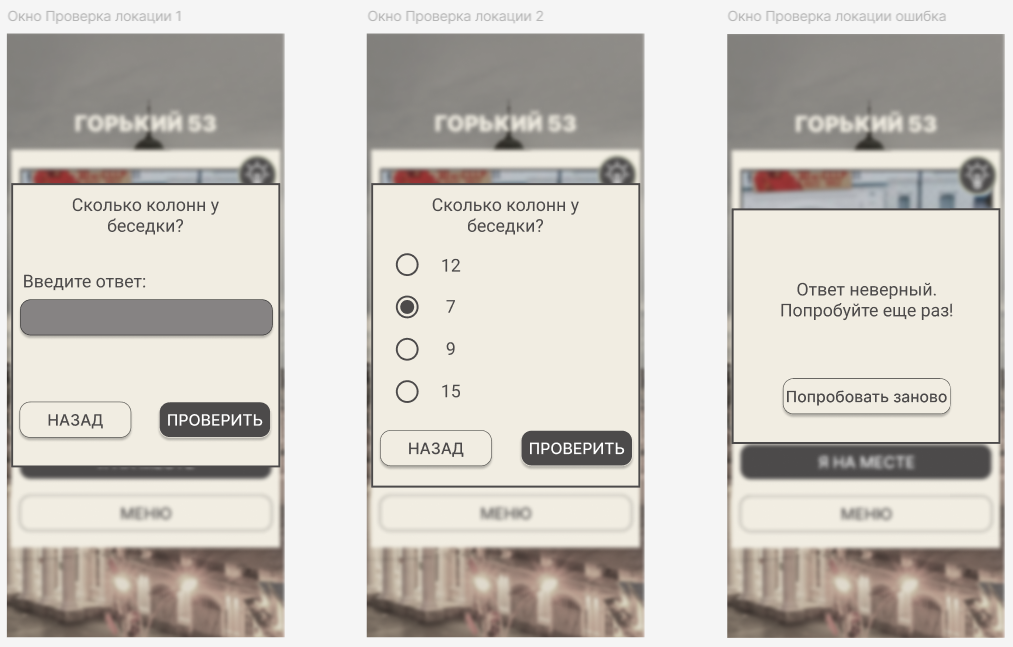 Окно Проверка локации 1
ГОРЬКИЙ 53
Сколько колонн у
беседки?
Введите ответ:
НАЗАД
ПРОВЕРИТЬ
МЕНЮ
Окно Проверка локации 2
ГОРЬКИЙ 53
Сколько колонн у
беседки?
12
7
9
15
НАЗАД
ПРОВЕРИТЬ
МЕНЮ
Окно Проверка локации ошибка
ГОРЬКИЙ 53
Ответ неверный.
Попробуйте еще раз!
Попробовать заново
Я НА МЕСТЕ
МЕНЮ